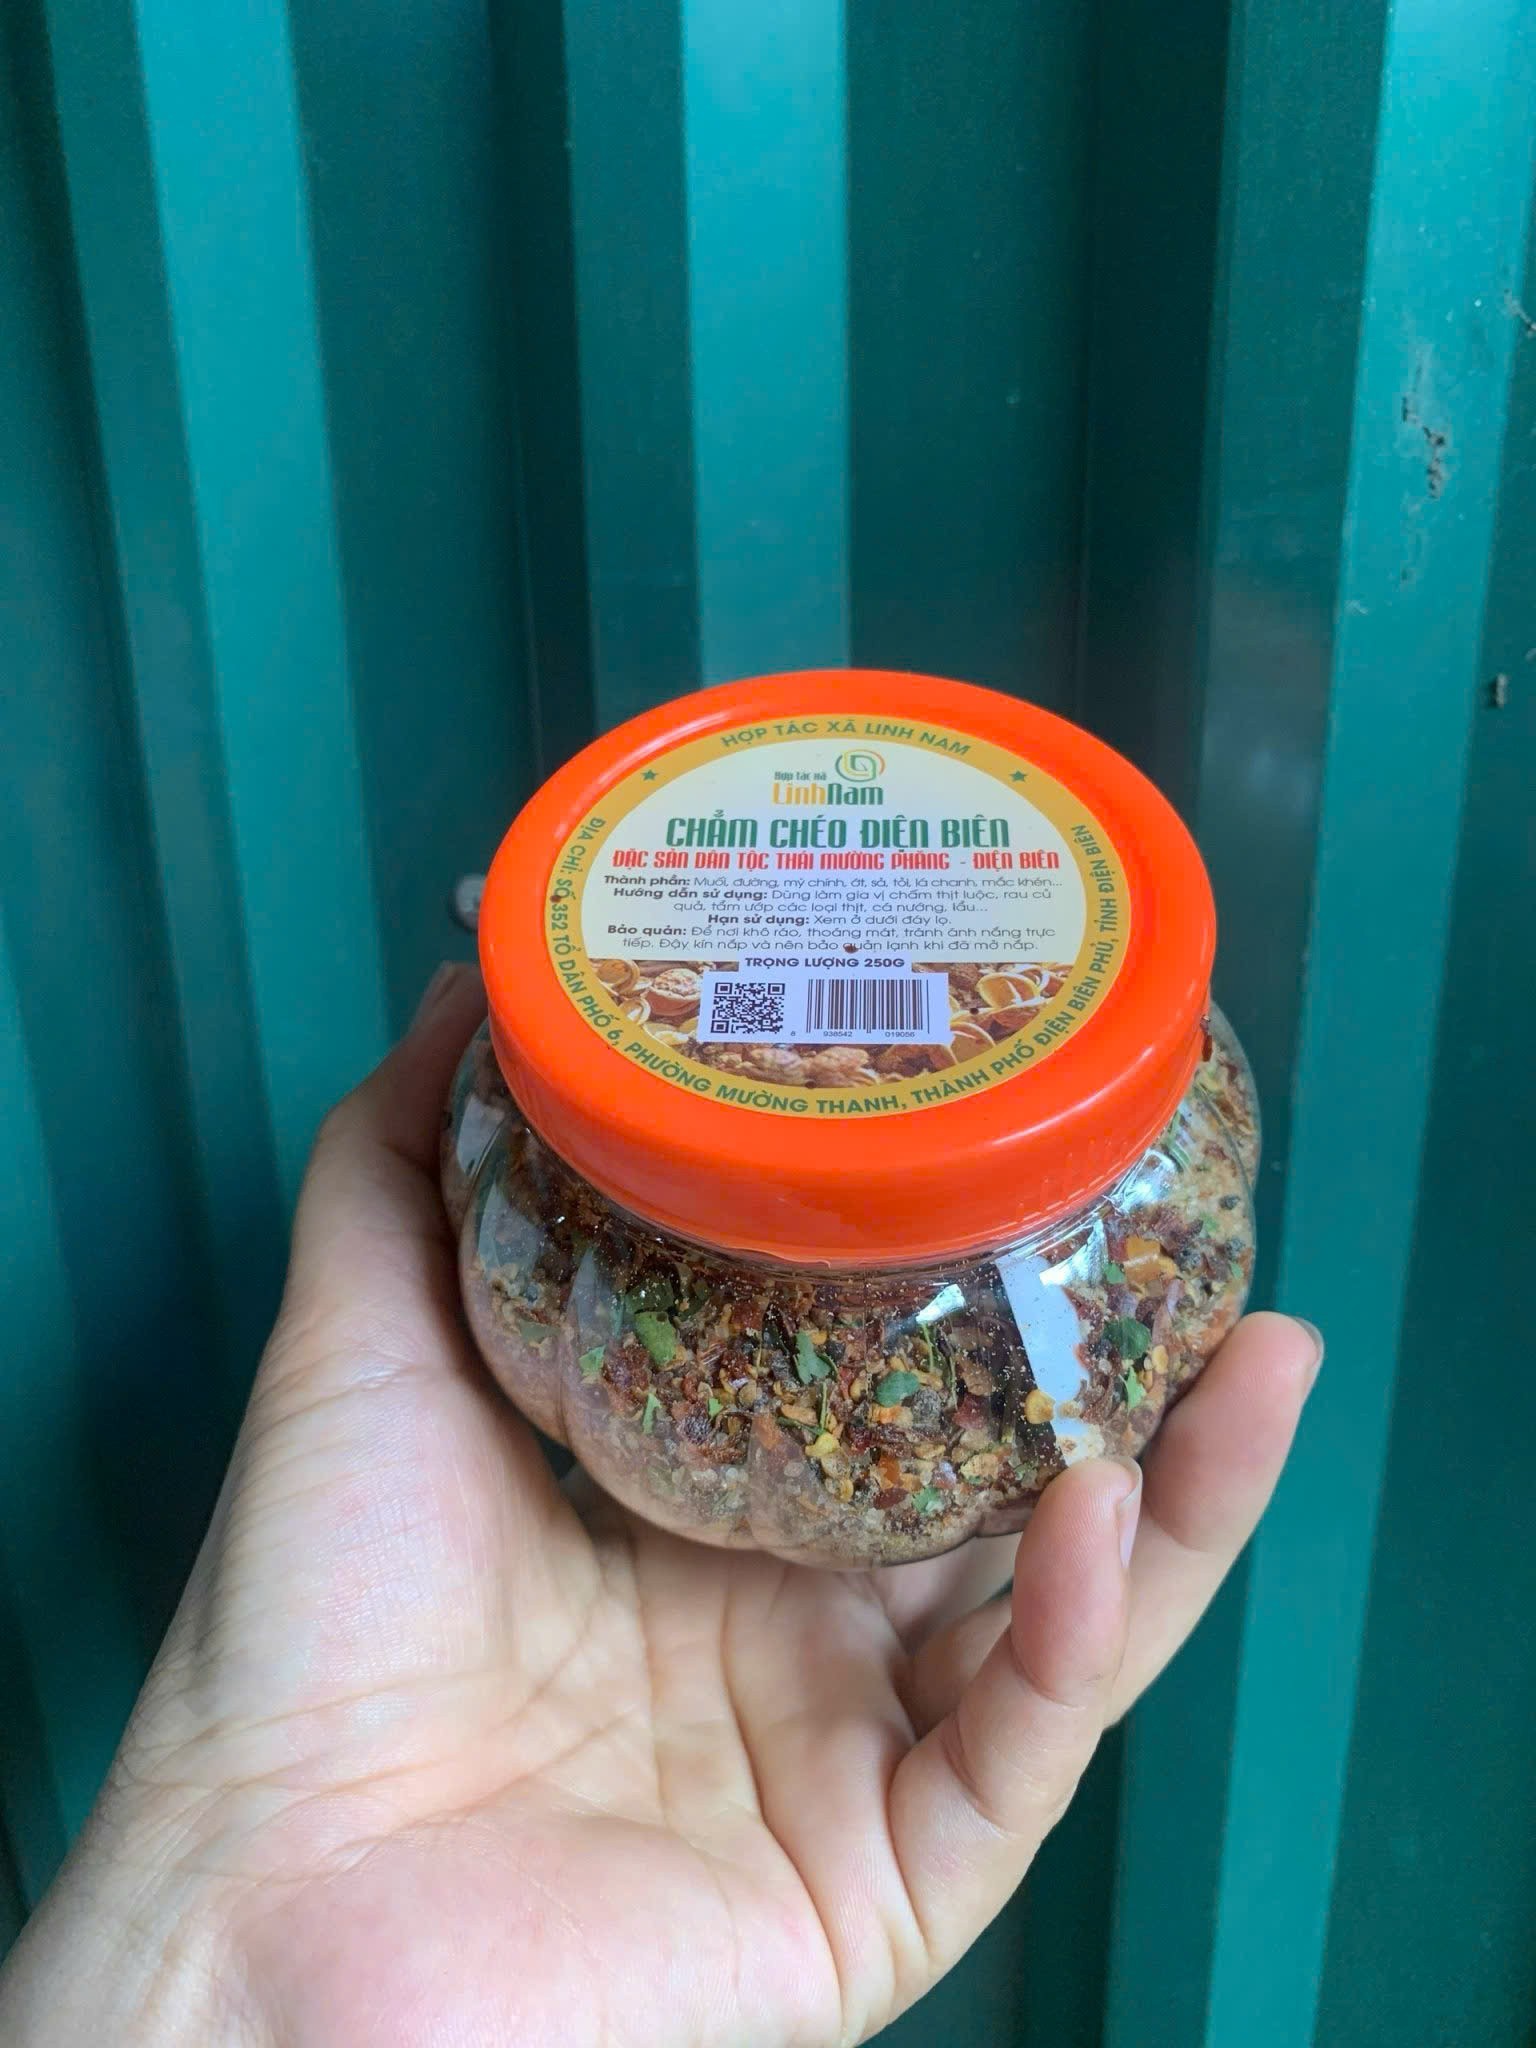 HỢP TÁC XÃ LINH NAM
Hợp tác xã
LinhNam
CHẲM CHÉO ĐIỆN BIÊN
ĐẶC SẢN DÂN TỘC THÁI MƯỜNG PHĂNG - ĐIỆN BIÊN
Thành phần: Muối, đường, mỳ chính, ớt, sả, tỏi, lá chanh, mắc khén...
Hướng dẫn sử dụng: Dùng làm gia vị chấm thịt luộc, rau củ
quả, tẩm ướp các loại thịt, cá nướng, lẩu...
Hạn sử dụng: Xem ở dưới đáy lọ.
Bảo quản: Để nơi khô ráo, thoáng mát, tránh ánh nắng trực
tiếp. Đậy kín nắp và nên bảo quản lạnh khi đã mở nắp.
TRỌNG LƯỢNG 250G
8 938542 019056
ĐỊA CHỈ: SỐ 352 TỔ DÂN PHỐ 6, PHƯỜNG MƯỜNG THANH, THÀNH PHỐ ĐIỆN BIÊN PHỦ, TỈNH ĐIỆN BIÊN